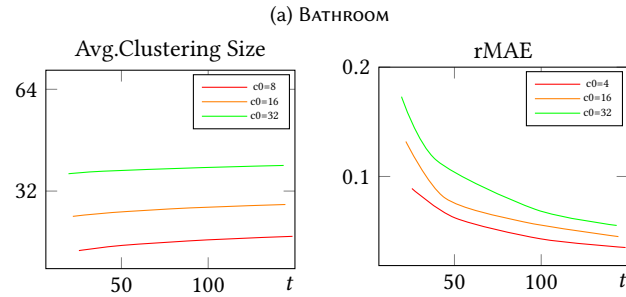 (a) BATHROOM
Avg.Clustering Size
64
32
50
100
t
c0=8
c0=16
c0=32
rMAE
0.2
0.1
50
100
t
c0=4
c0=16
c0=32